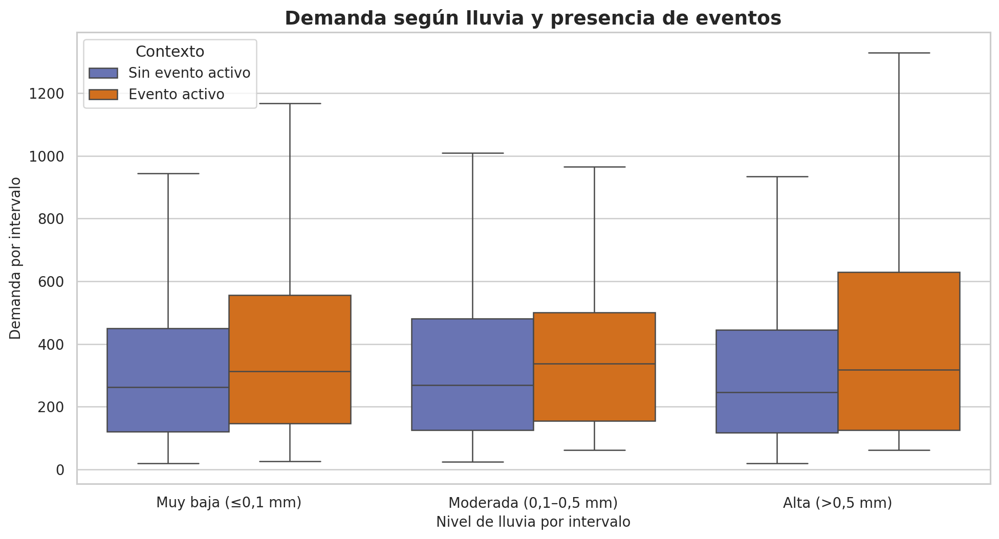 Demanda según lluvia y presencia de eventos
Contexto
Sin evento activo
Evento activo
Demanda por intervalo
1200
1000
800
600
400
200
0
Muy baja (≤0,1 mm)
Moderada (0,1–0,5 mm)
Alta (>0,5 mm)
Nivel de lluvia por intervalo